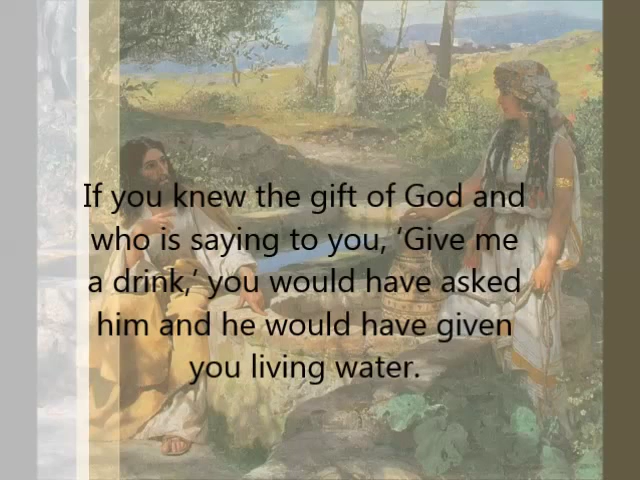 If you knew the gift of God and
who is saying to you, ‘Give me
a drink,’ you would have asked
him and he would have given
you living water.